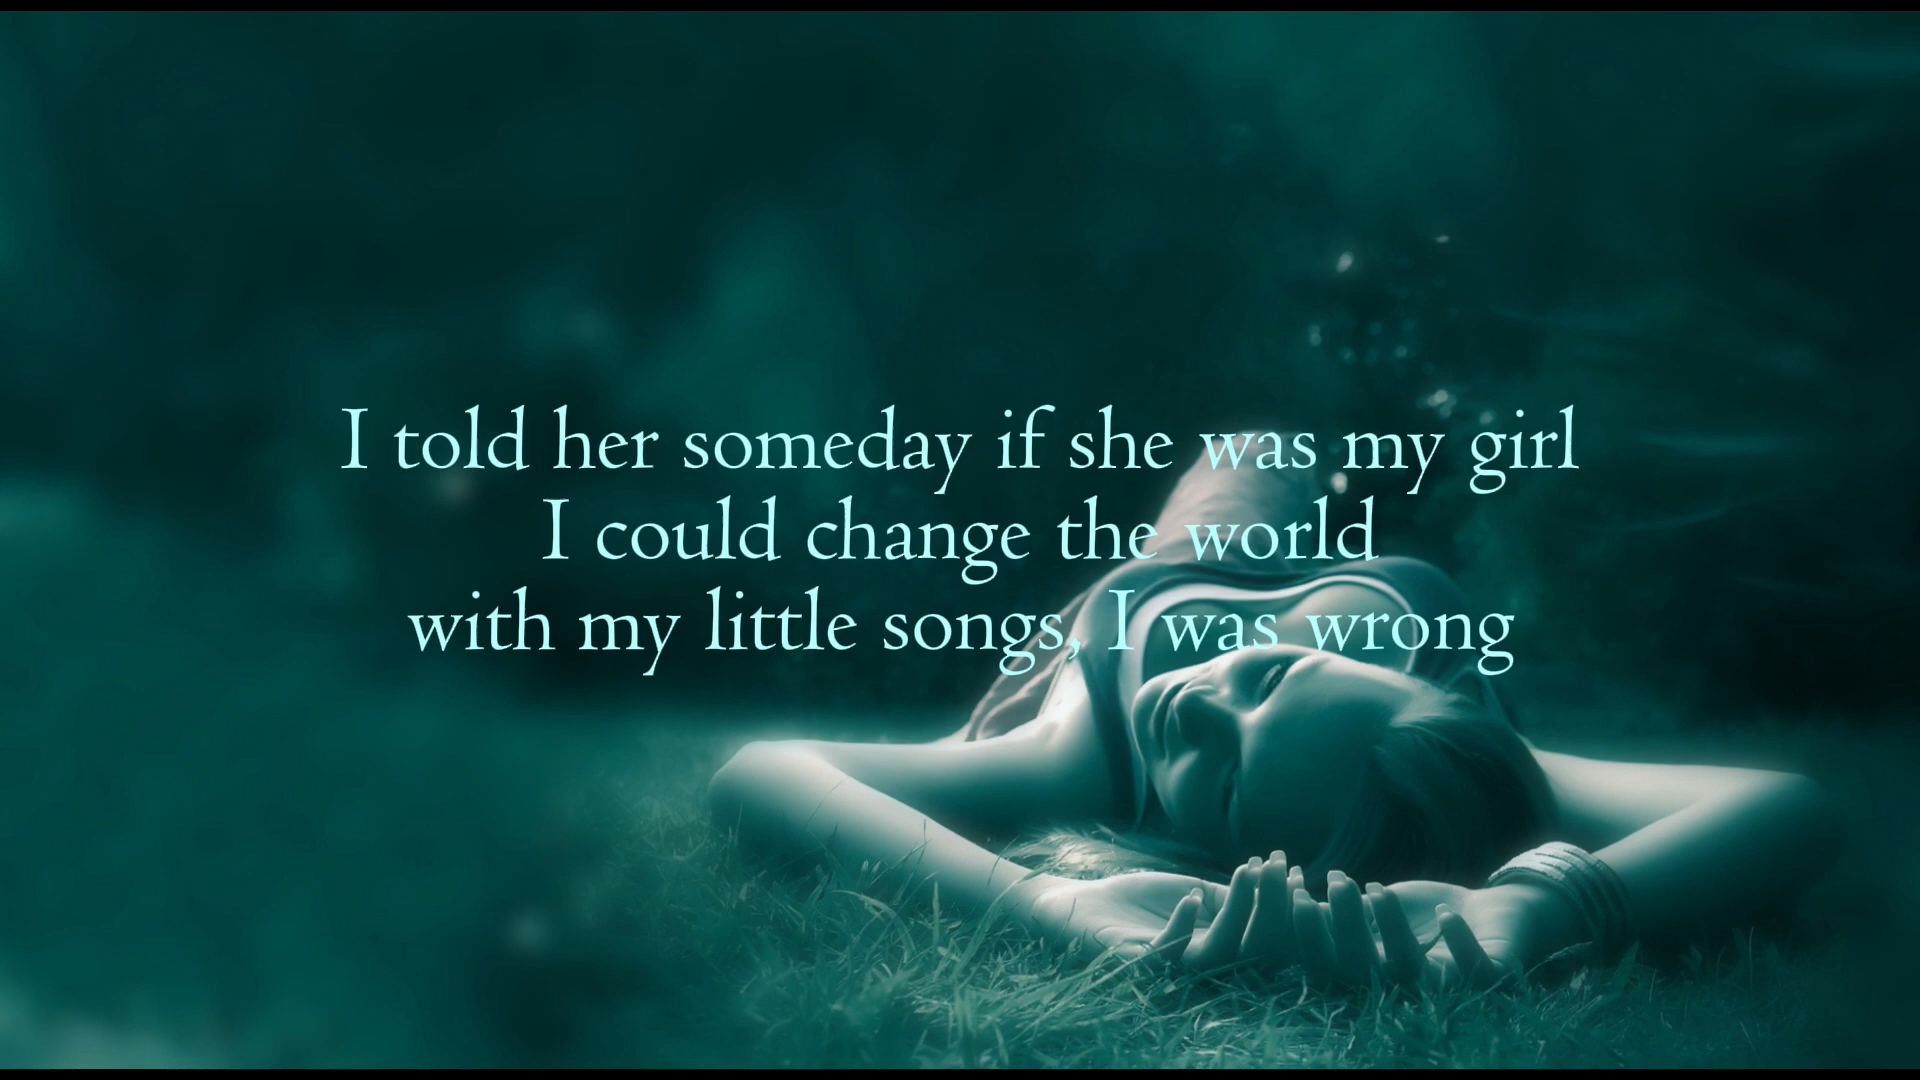 I told her someday if she was my girl
I could change the world
with my little songs, I was wrong